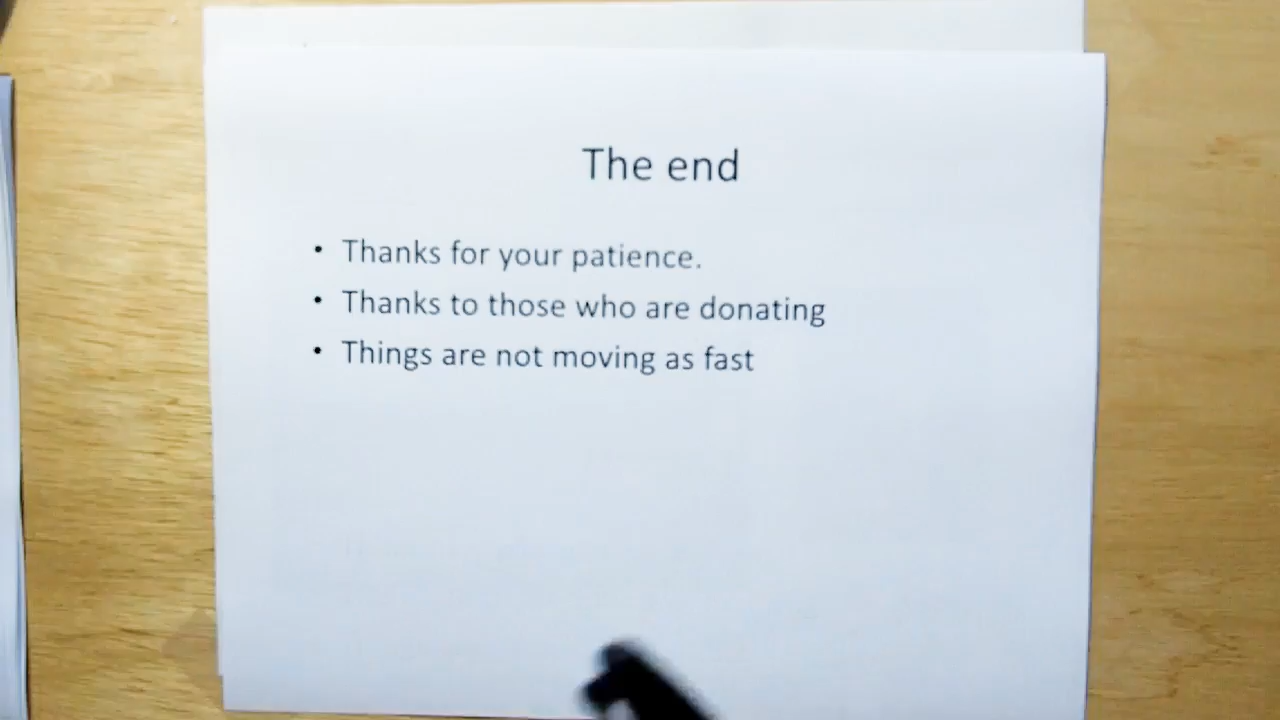 The end
• Thanks for your patience.
• Thanks to those who are donating
• Things are not moving as fast